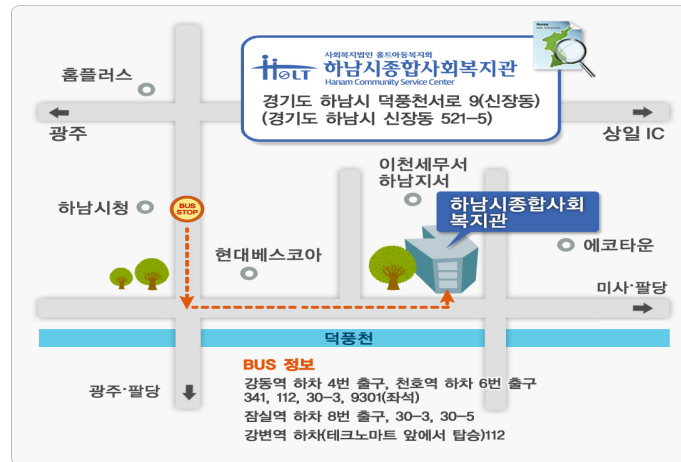 사회복지법인 홀트아동복지회
HOLT 하남시종합사회복지관
Hanam Community Service Center
경기도 하남시 덕풍천서로 9(신장동)
(경기도 하남시 신장동 521-5)
홈플러스
광주
상일 IC
이천세무서
하남지서
하남시청
BUS
STOP
하남시종합사회
복지관
현대베스코아
에코타운
미사·팔당
덕풍천
광주·팔당
BUS 정보
강동역 하차 4번 출구, 천호역 하차 6번 출구
341, 112, 30-3, 9301(좌석)
잠실역 하차 8번 출구, 30-3, 30-5
강변역 하차(테크노마트 앞에서 탑승)112